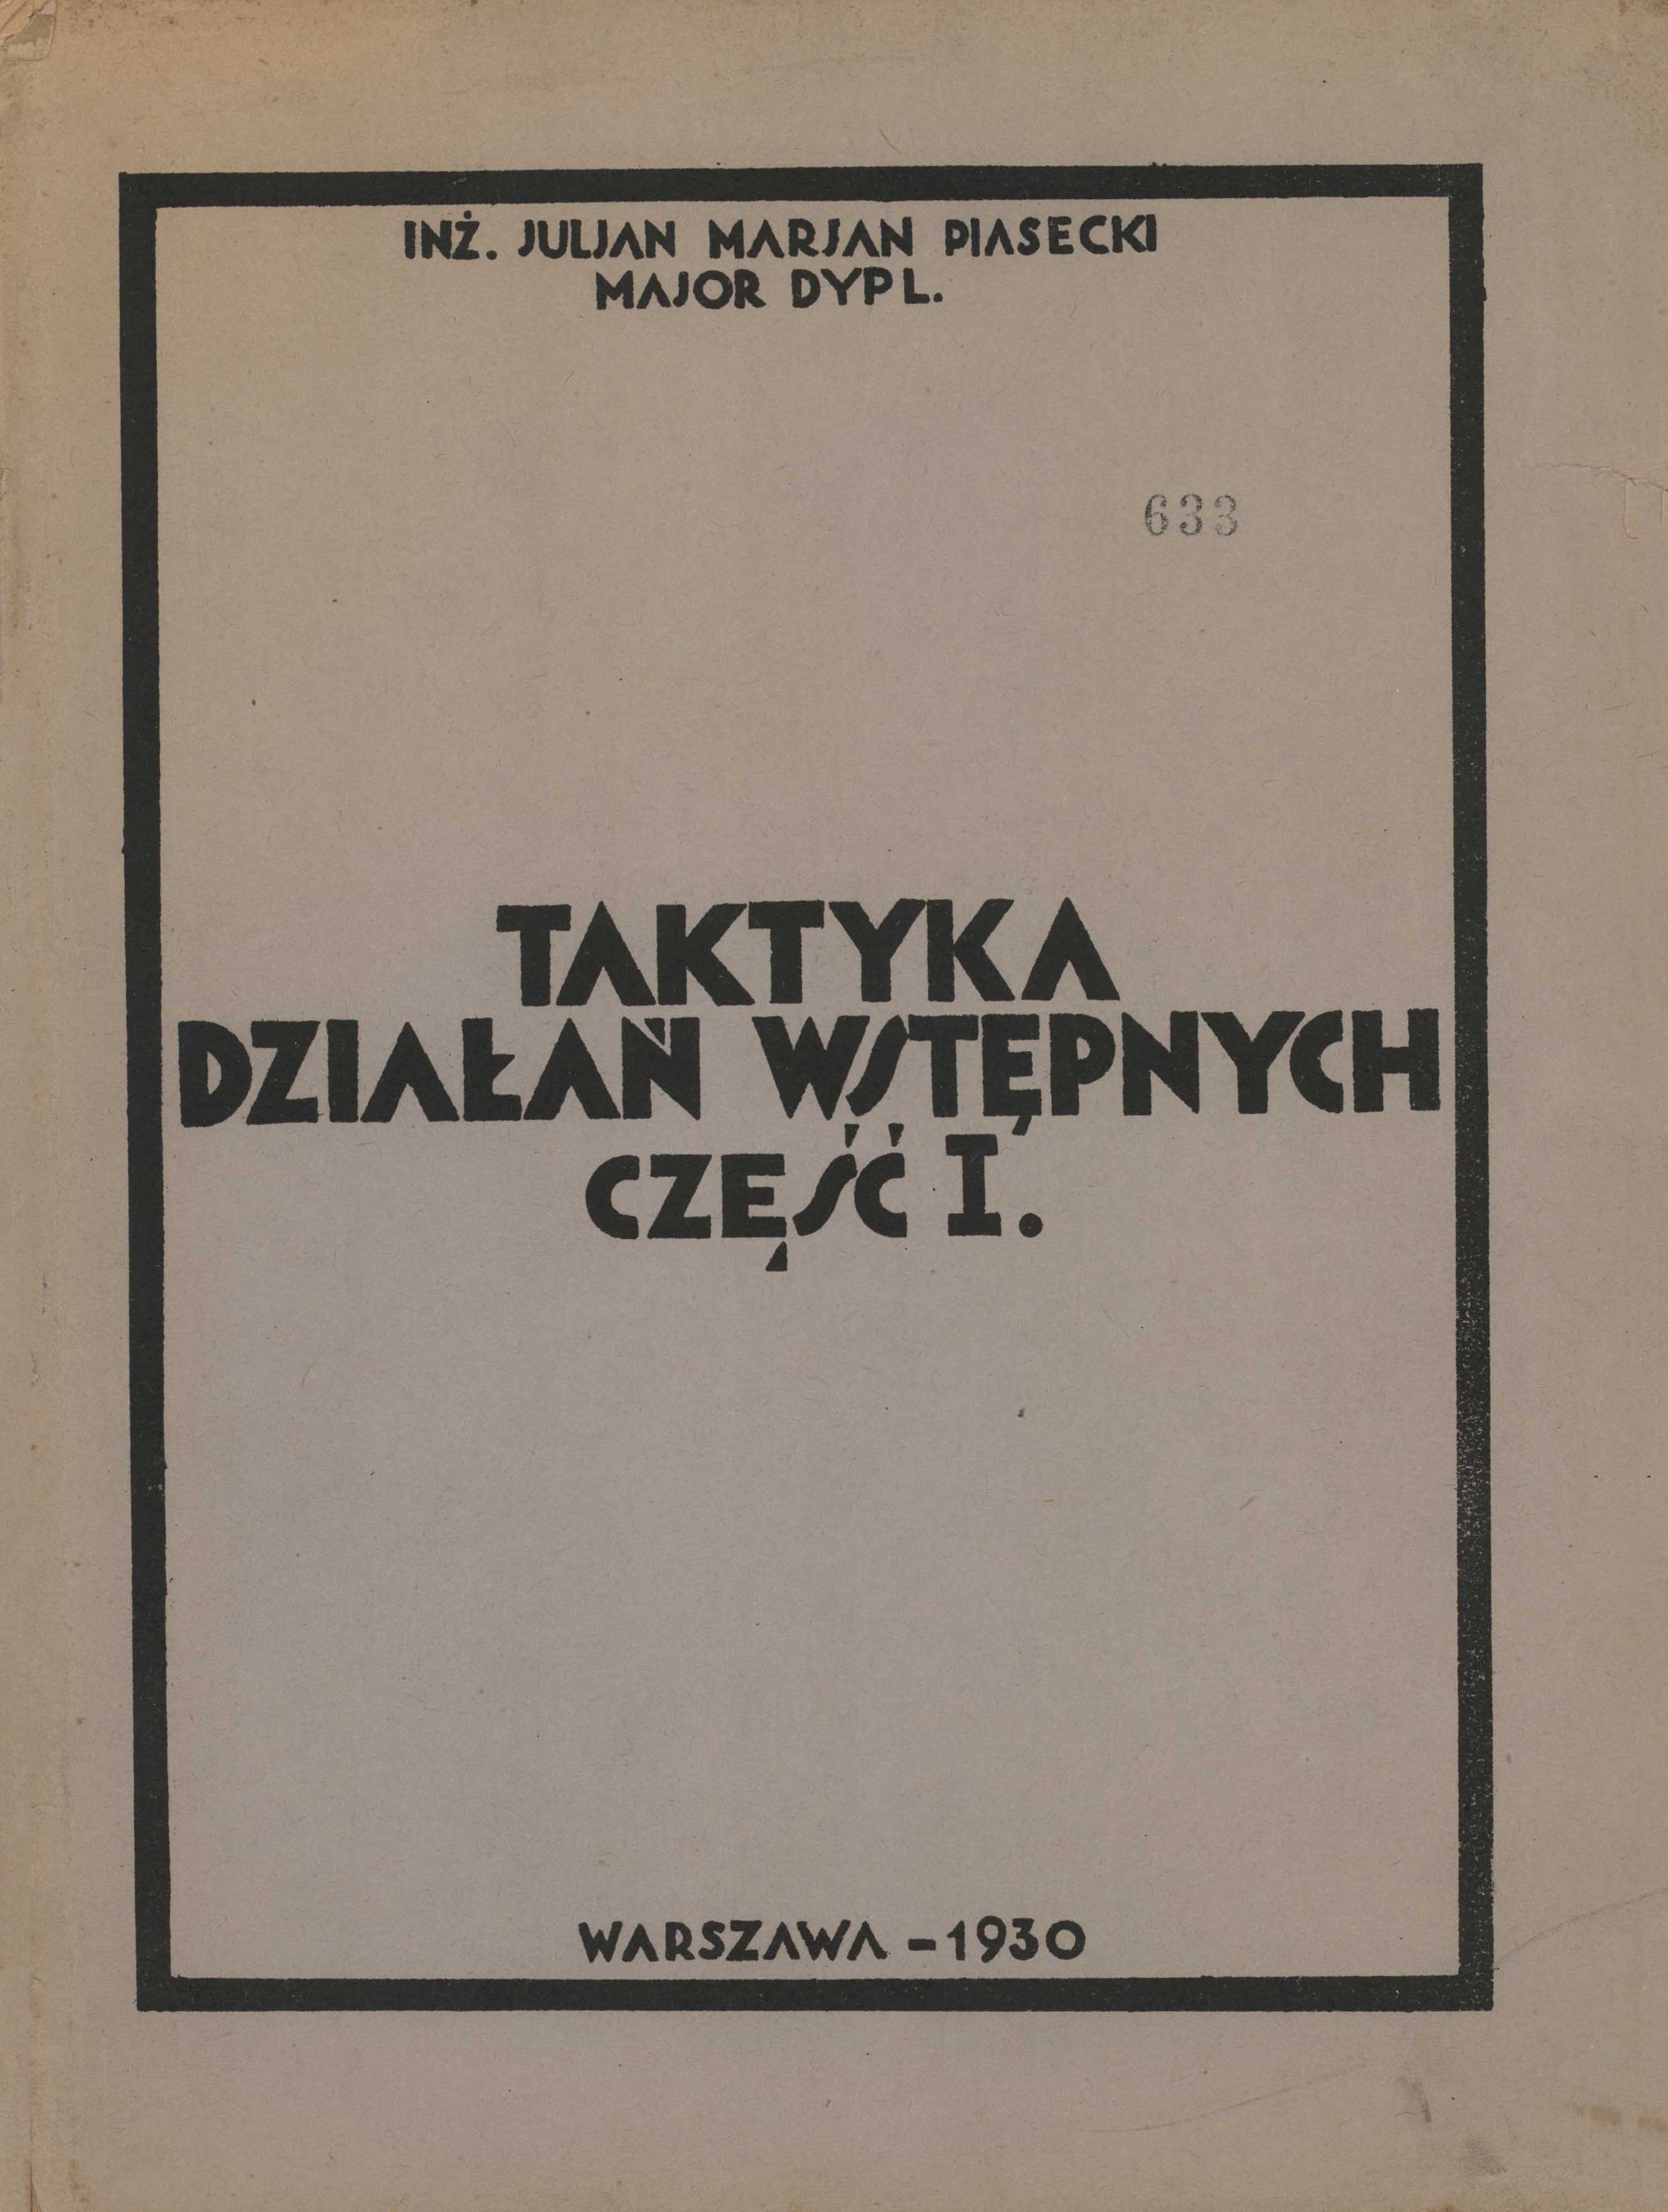 INŻ. JULJAN MARJAN PIASECKI
MAJOR DYPL.
633
TAKTYKA
DZIAŁAŃ WSTĘPNYCH
CZĘŚĆ I.
WARSZAWA - 1930